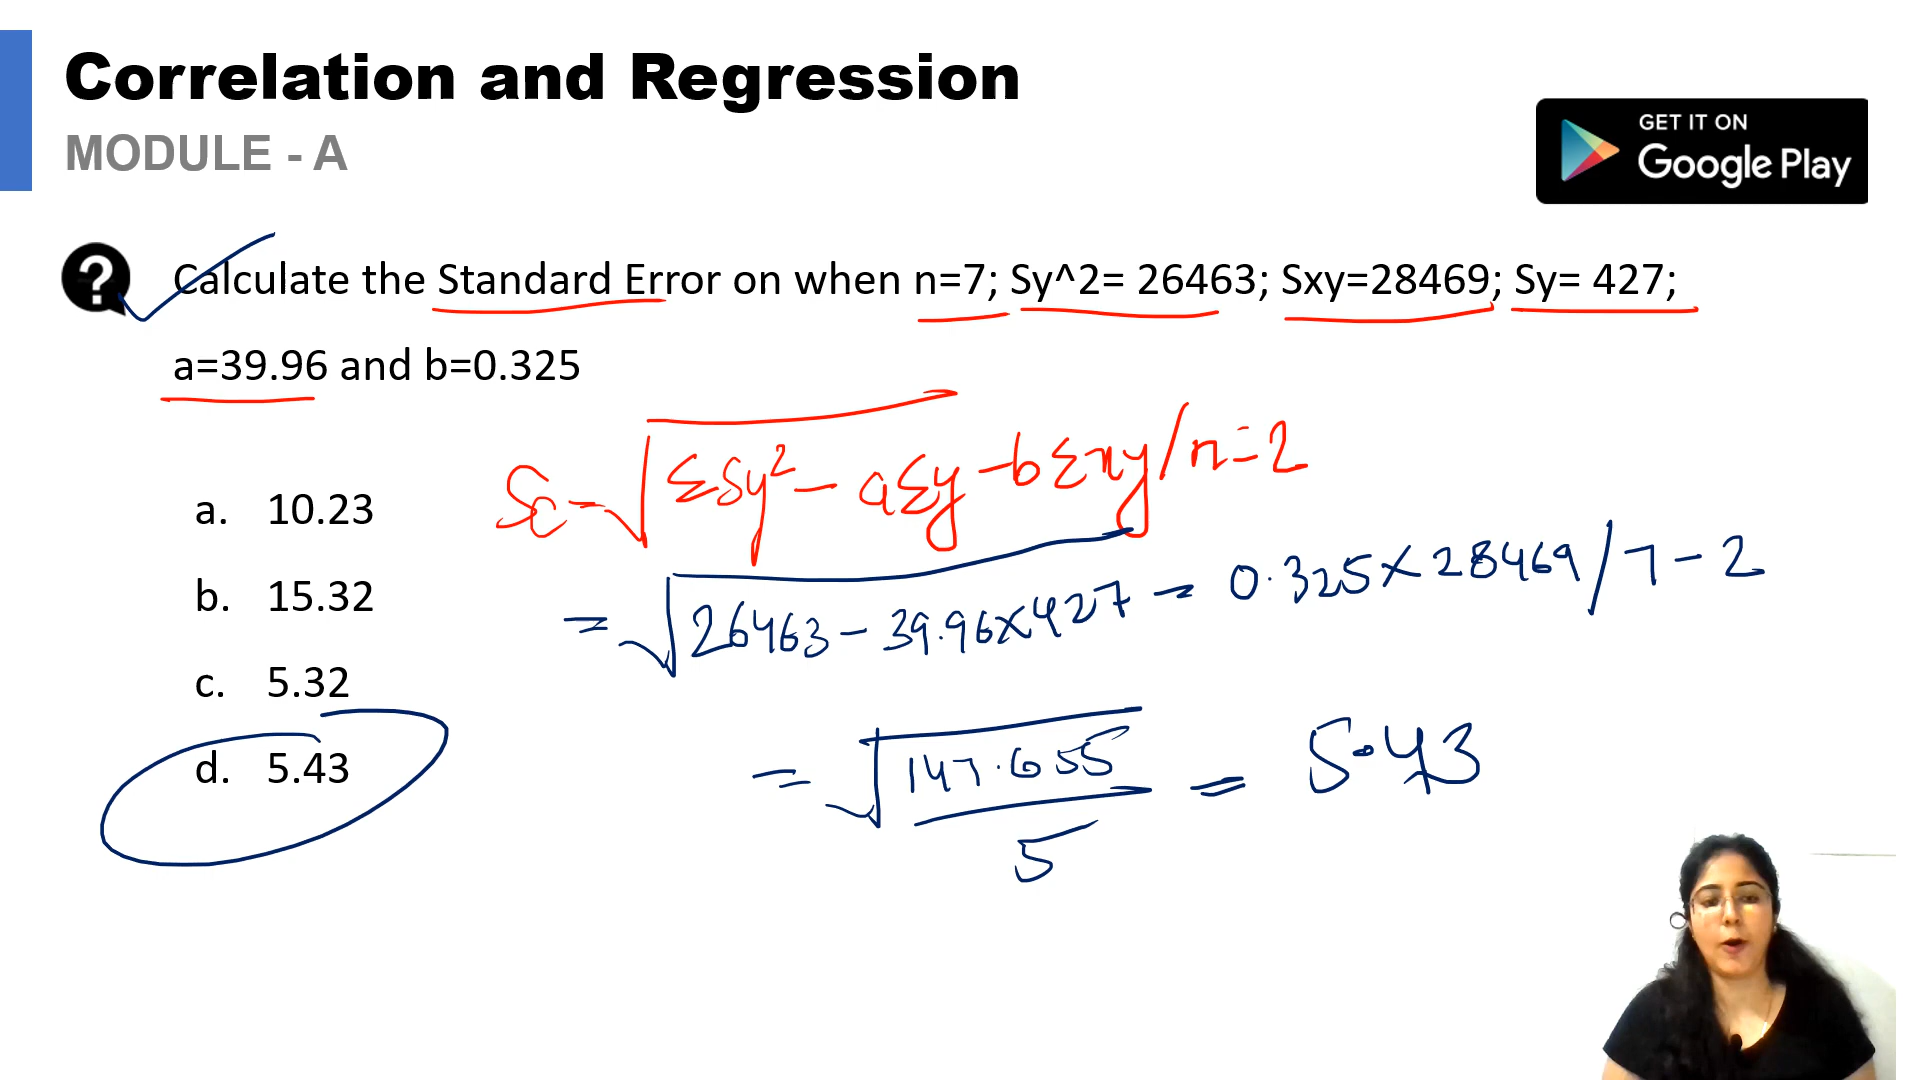 Correlation and Regression
MODULE - A
GET IT ON
Google Play
?
Calculate the Standard Error on when n=7; Sy^2= 26463; Sxy=28469; Sy= 427;
a=39.96 and b=0.325
Se = √ΣSy² - aΣy - bΣxy / n=2
a. 10.23
b. 15.32
= √26463 - 39.96×427 - 0.325×28469 / 7-2
c. 5.32
d. 5.43
= √147.655 / 5 = 5.43